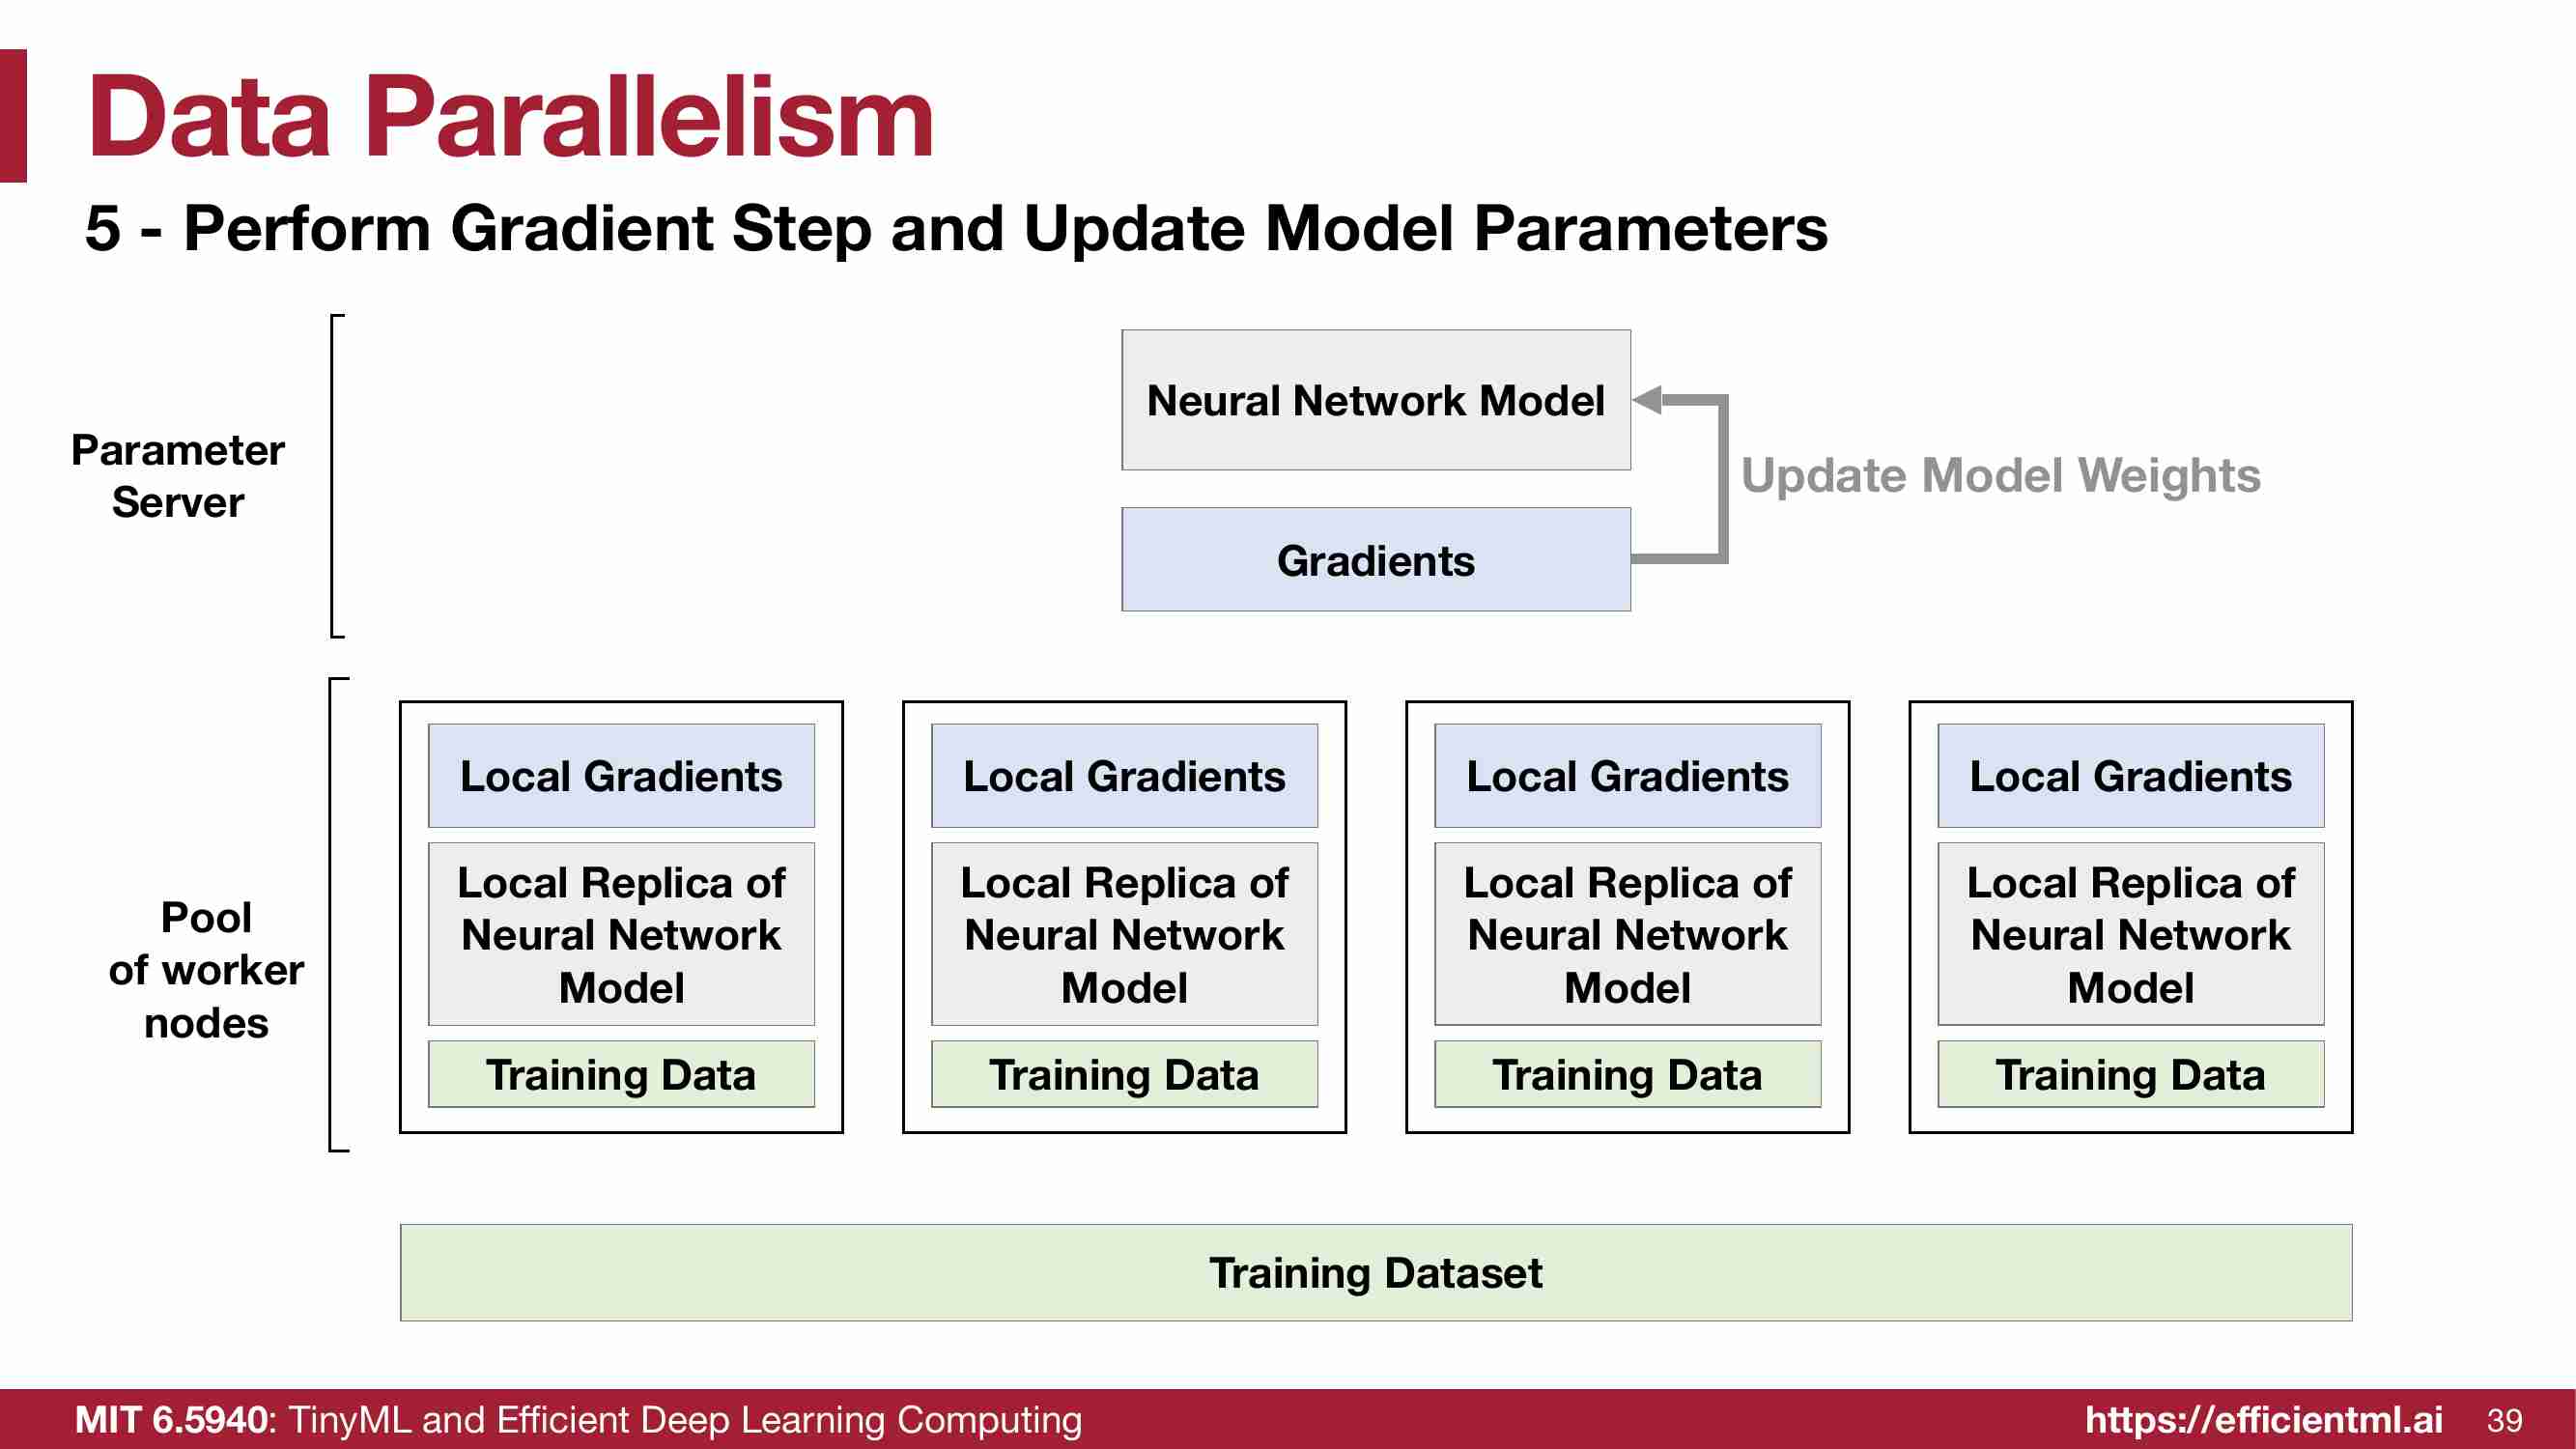 Data Parallelism
5 - Perform Gradient Step and Update Model Parameters
Parameter
Server
Neural Network Model
Update Model Weights
Gradients
Pool
of worker
nodes
Local Gradients
Local Replica of
Neural Network
Model
Training Data
Local Gradients
Local Replica of
Neural Network
Model
Training Data
Local Gradients
Local Replica of
Neural Network
Model
Training Data
Local Gradients
Local Replica of
Neural Network
Model
Training Data
Training Dataset
MIT 6.5940: TinyML and Efficient Deep Learning Computing
https://efficientml.ai
39